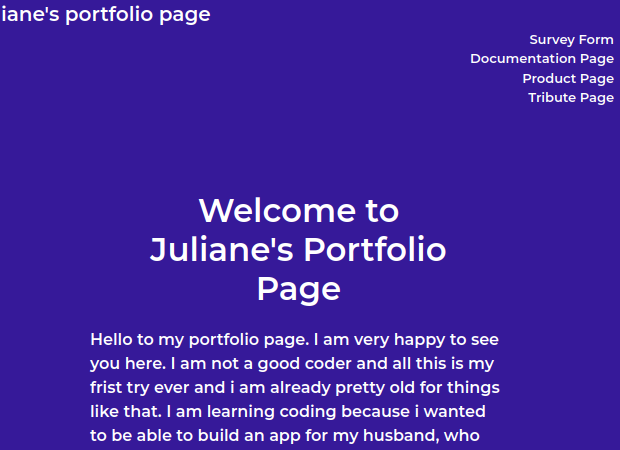 iane's portfolio page
Survey Form
Documentation Page
Product Page
Tribute Page
Welcome to
Juliane's Portfolio
Page
Hello to my portfolio page. I am very happy to see
you here. I am not a good coder and all this is my
frist try ever and i am already pretty old for things
like that. I am learning coding because i wanted
to be able to build an app for my husband, who